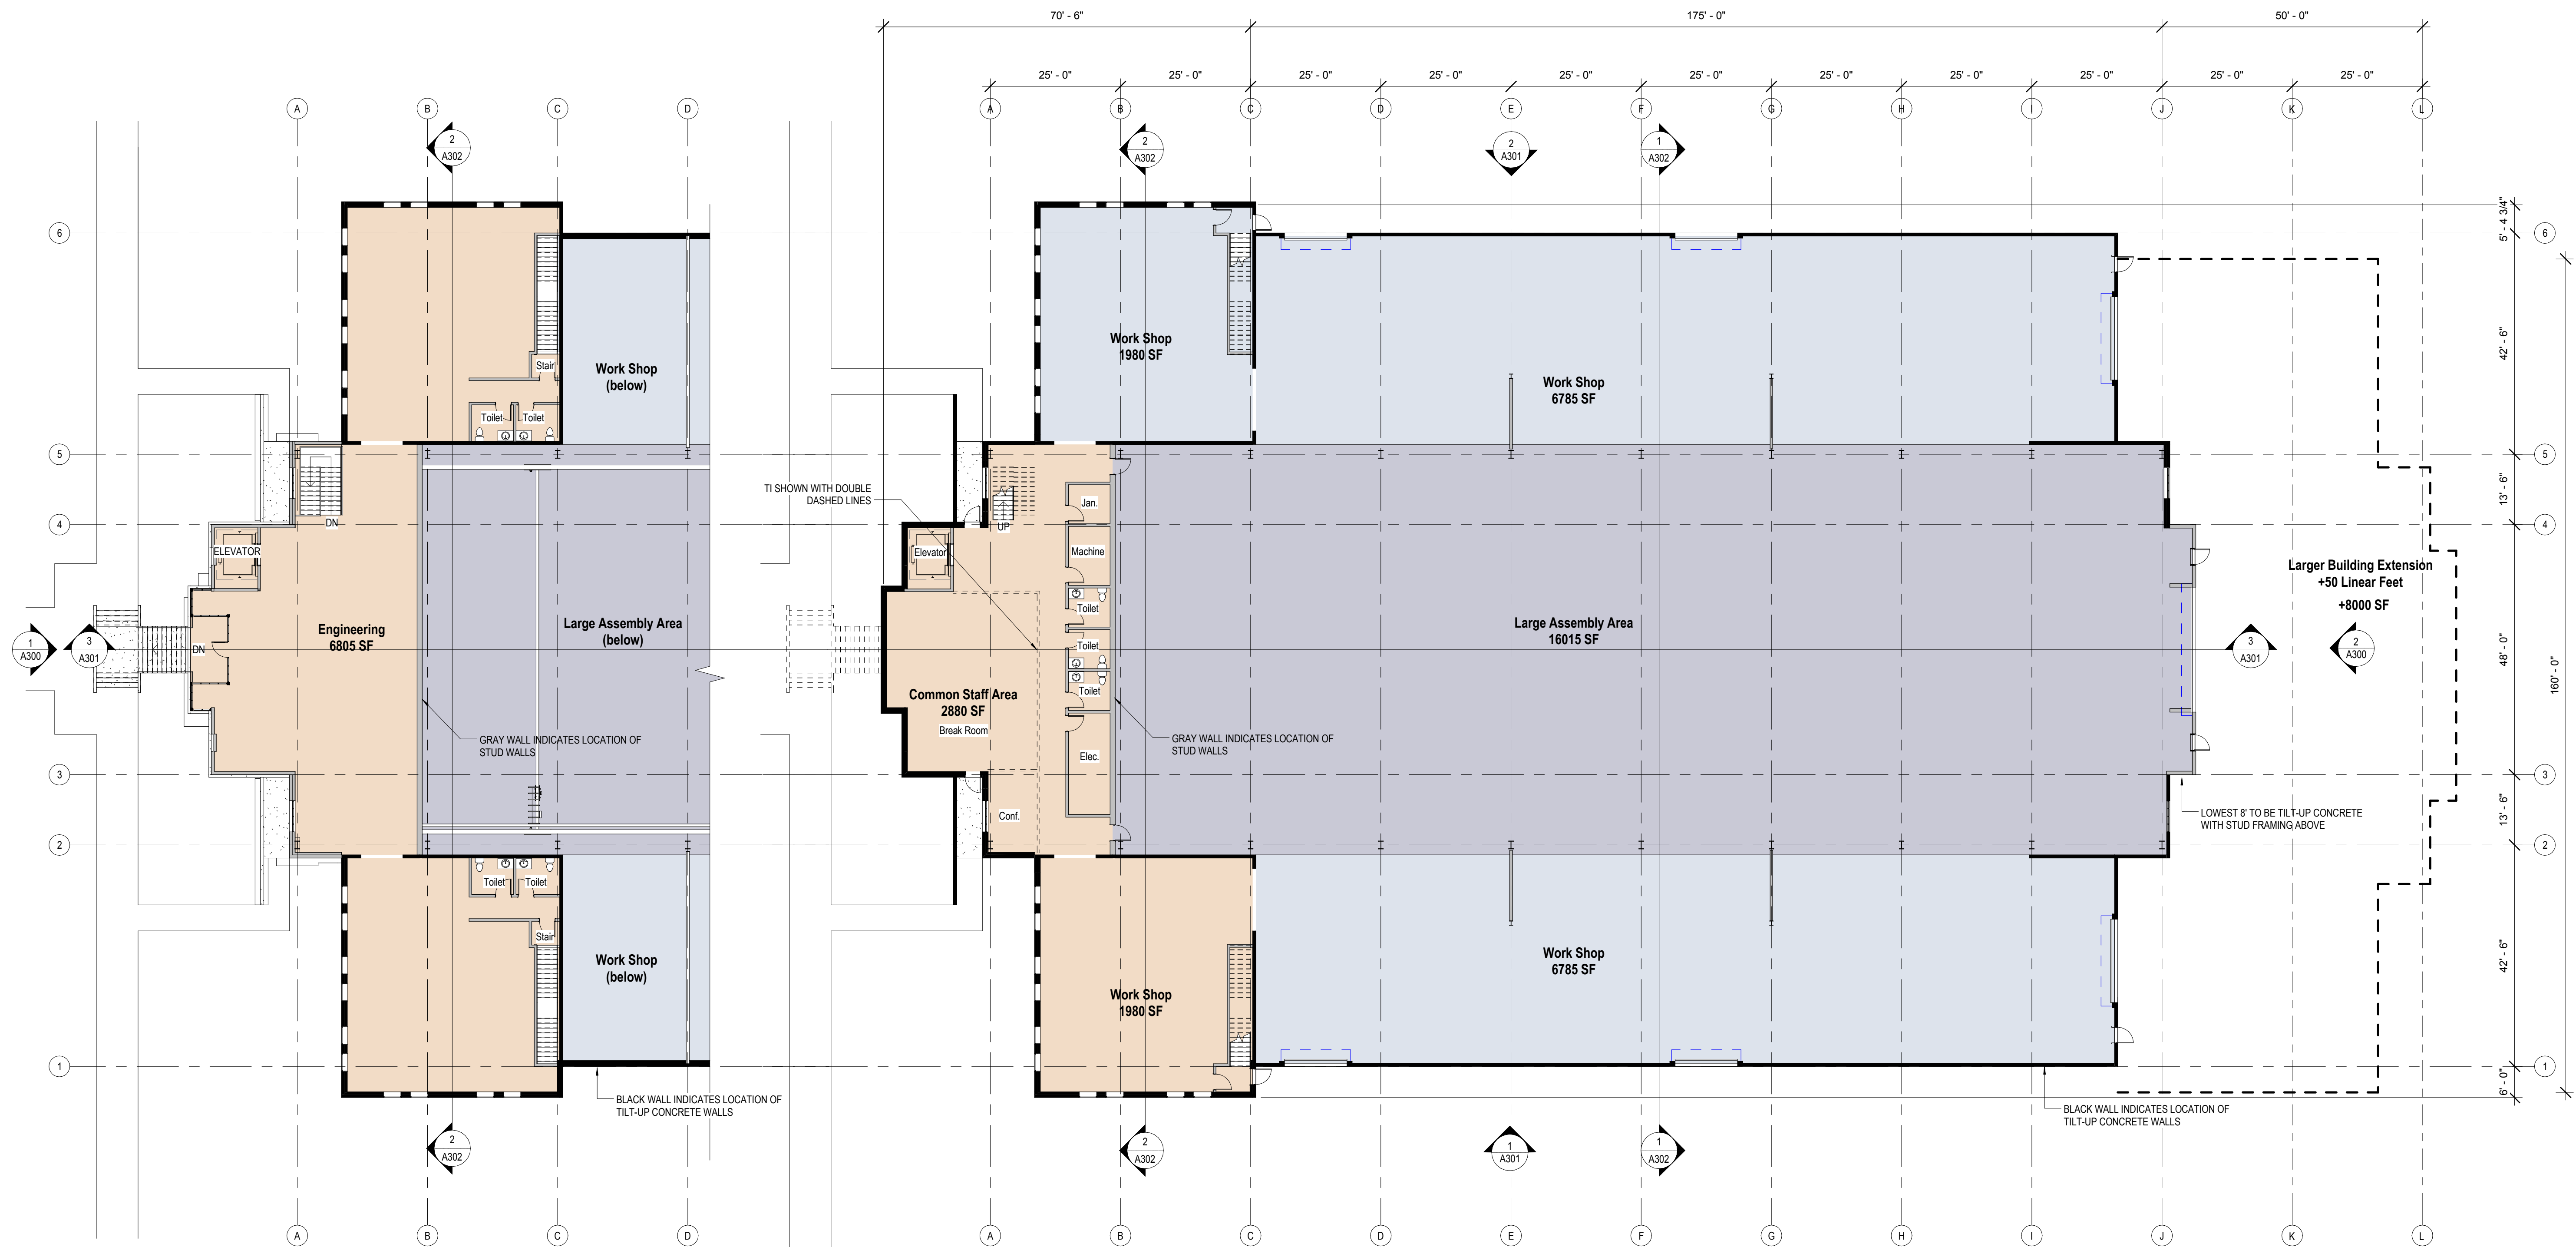 70' - 6"
175' - 0"
50' - 0"
25' - 0"
25' - 0"
25' - 0"
25' - 0"
25' - 0"
25' - 0"
25' - 0"
25' - 0"
25' - 0"
25' - 0"
25' - 0"
A
B
C
D
A
B
C
D
E
F
G
H
I
J
K
L
2
A302
2
A302
2
A301
1
A302
5' - 4 3/4"
6
6
42' - 6"
Work Shop
1980 SF
Stair
Work Shop
(below)
Work Shop
6785 SF
Toilet
Toilet
5
5
TI SHOWN WITH DOUBLE
DASHED LINES
Jan.
13' - 6"
4
DN
UP
4
ELEVATOR
Elevator
Machine
Larger Building Extension
+50 Linear Feet
+8000 SF
Toilet
Engineering
6805 SF
Large Assembly Area
(below)
Large Assembly Area
16015 SF
1
A300
3
A301
DN
Toilet
3
A301
2
A300
48' - 0"
160' - 0"
Common Staff Area
2880 SF
Toilet
Break Room
GRAY WALL INDICATES LOCATION OF
STUD WALLS
GRAY WALL INDICATES LOCATION OF
STUD WALLS
Elec.
3
3
Conf.
LOWEST 8' TO BE TILT-UP CONCRETE
WITH STUD FRAMING ABOVE
13' - 6"
2
2
Toilet
Toilet
Stair
Work Shop
(below)
Work Shop
6785 SF
42' - 6"
Work Shop
1980 SF
1
1
6' - 0"
BLACK WALL INDICATES LOCATION OF
TILT-UP CONCRETE WALLS
BLACK WALL INDICATES LOCATION OF
TILT-UP CONCRETE WALLS
2
A302
2
A302
1
A301
1
A302
A
B
C
D
A
B
C
D
E
F
G
H
I
J
K
L